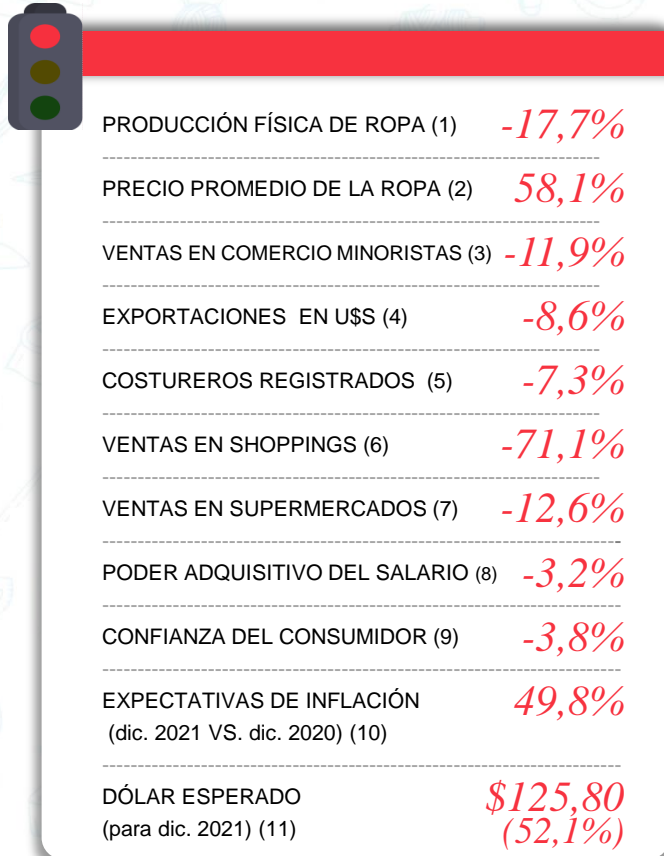 PRODUCCIÓN FÍSICA DE ROPA (1) -17,7%
PRECIO PROMEDIO DE LA ROPA (2) 58,1%
VENTAS EN COMERCIO MINORISTAS (3) -11,9%
EXPORTACIONES EN U$S (4) -8,6%
COSTUREROS REGISTRADOS (5) -7,3%
VENTAS EN SHOPPINGS (6) -71,1%
VENTAS EN SUPERMERCADOS (7) -12,6%
PODER ADQUISITIVO DEL SALARIO (8) -3,2%
CONFIANZA DEL CONSUMIDOR (9) -3,8%
EXPECTATIVAS DE INFLACIÓN 49,8%
(dic. 2021 VS. dic. 2020) (10)
DÓLAR ESPERADO $125,80
(para dic. 2021) (11) (52,1%)